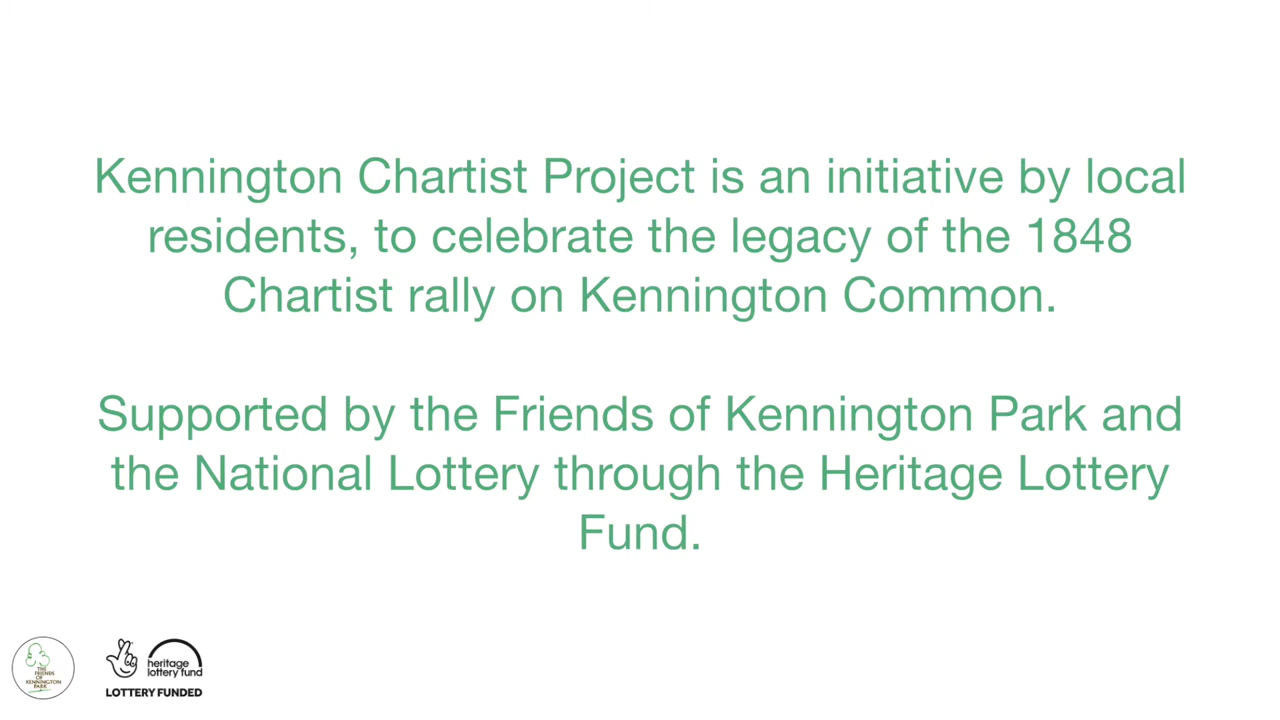 Kennington Chartist Project is an initiative by local
residents, to celebrate the legacy of the 1848
Chartist rally on Kennington Common.
Supported by the Friends of Kennington Park and
the National Lottery through the Heritage Lottery
Fund.
THE
FRIENDS
OF
KENNINGTON
PARK
heritage
lottery fund
LOTTERY FUNDED